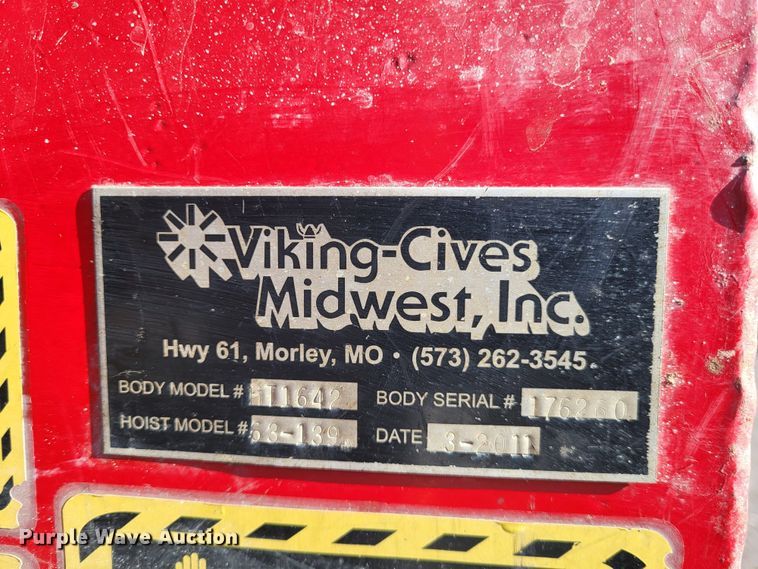 Viking-Cives
Midwest, Inc.
Hwy 61, Morley, MO • (573) 262-3545
BODY MODEL # T1642 BODY SERIAL # 176260
HOIST MODEL # 63-139 DATE 3-2011
Purple Wave Auction